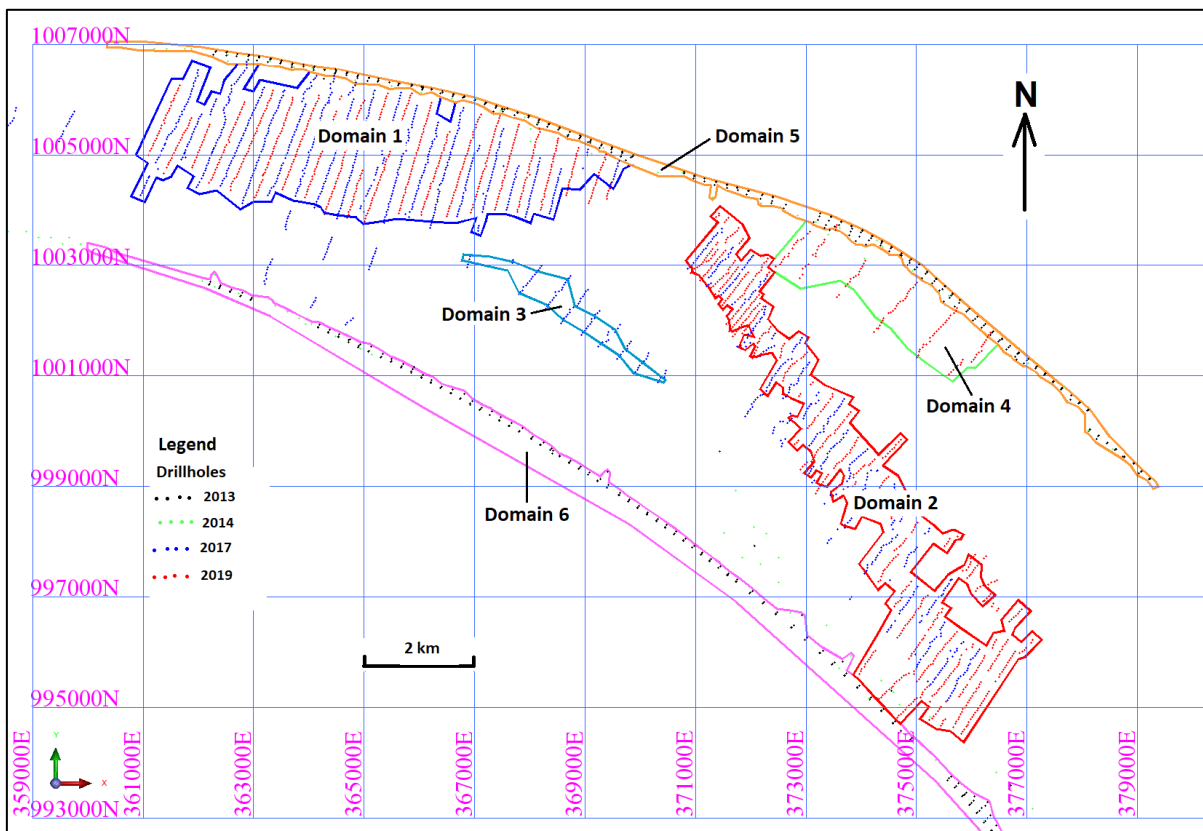 1007000N
N
Domain 1
Domain 5
1005000N
1003000N
Domain 3
1001000N
Domain 4
Legend
Drillholes
2013
2014
2017
2019
999000N
Domain 6
Domain 2
997000N
2 km
995000N
Y
X
993000N
359000E
361000E
363000E
365000E
367000E
369000E
371000E
373000E
375000E
377000E
379000E